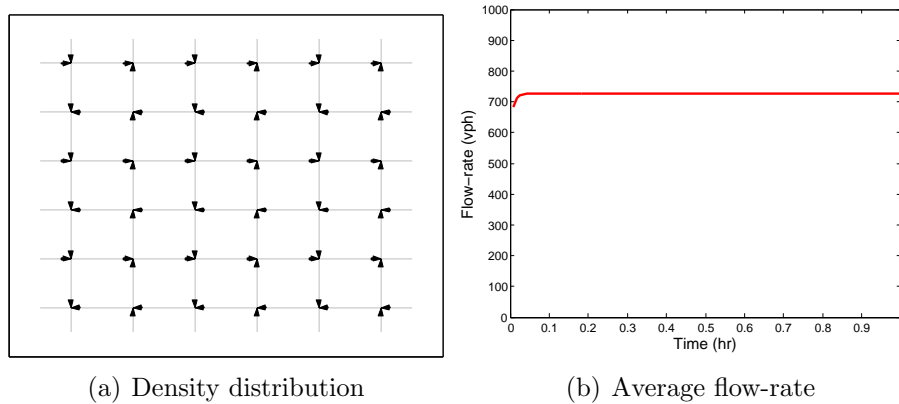 1000
900
800
700
600
500
400
300
200
100
0
Flow-rate (vph)
0 0.1 0.2 0.3 0.4 0.5 0.6 0.7 0.8 0.9
Time (hr)
(a) Density distribution
(b) Average flow-rate